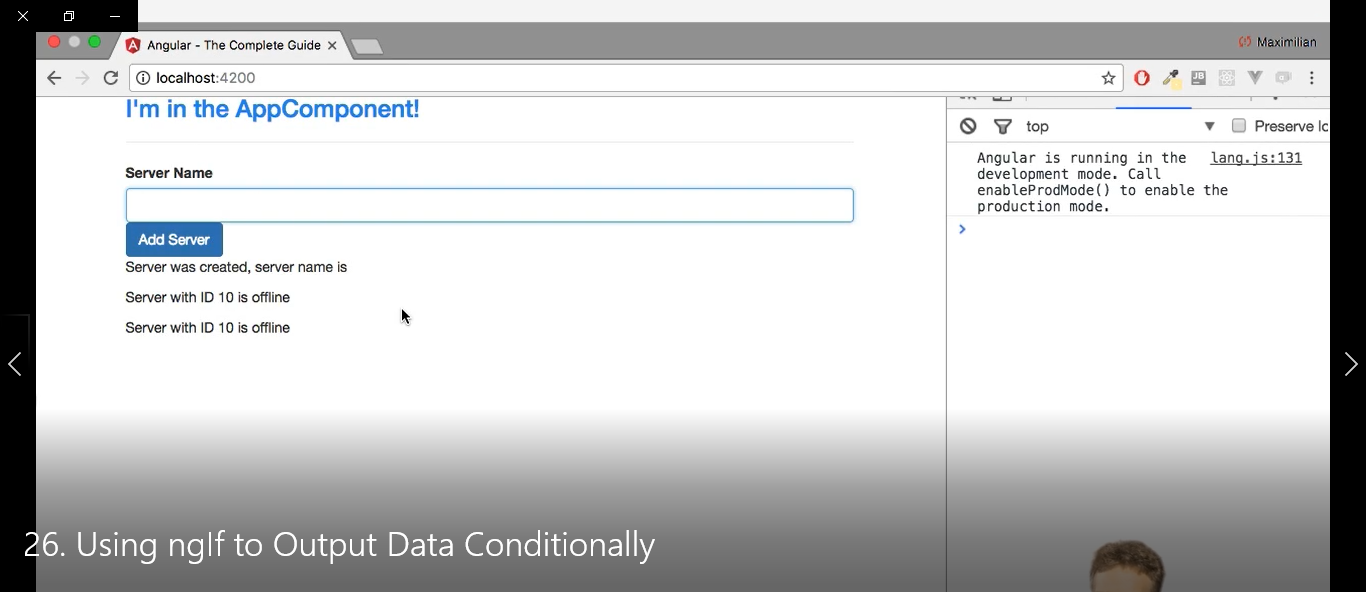 Angular - The Complete Guide
Maximilian
localhost:4200
I'm in the AppComponent!
top
Preserve lo
Server Name
Angular is running in the lang.js:131
development mode. Call
enableProdMode() to enable the
production mode.
Add Server
Server was created, server name is
Server with ID 10 is offline
Server with ID 10 is offline
26. Using ngIf to Output Data Conditionally